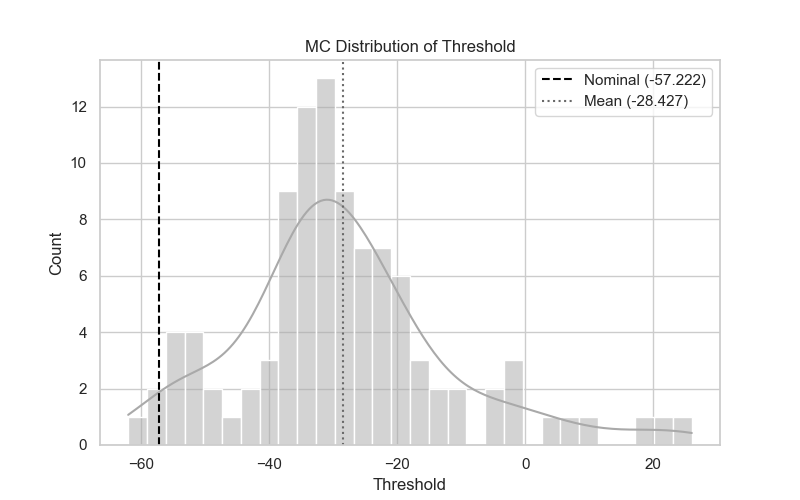 MC Distribution of Threshold
Nominal (-57.222)
Mean (-28.427)
Count
12
10
8
6
4
2
0
−60
−40
−20
0
20
Threshold